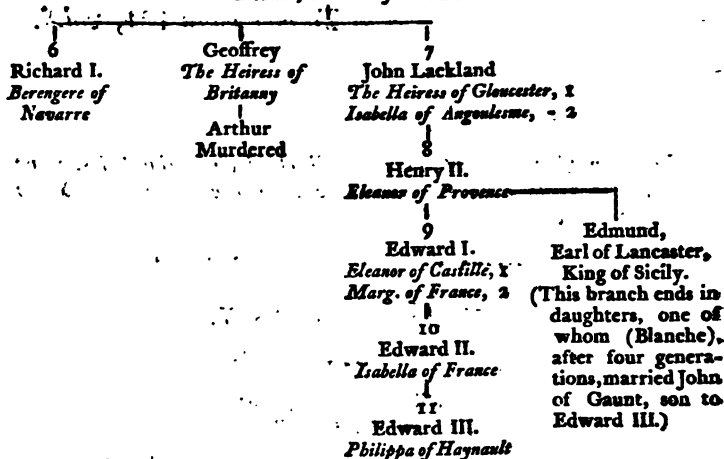 6
Richard I.
Berengere of
Navarre
Geoffrey
The Heiress of
Britanny
Arthur
Murdered
7
John Lackland
The Heiress of Gloucester, 1
Isabella of Angoulesme, - 2
8
Henry II.
Eleanor of Provence
9
Edward I.
Eleanor of Castille, 1
Marg. of France, 2
10
Edward II.
Isabella of France
11
Edward III.
Philippa of Haynault
Edmund,
Earl of Lancaster,
King of Sicily.
(This branch ends in
daughters, one of
whom (Blanche),
after four genera-
tions, married John
of Gaunt, son to
Edward III.)